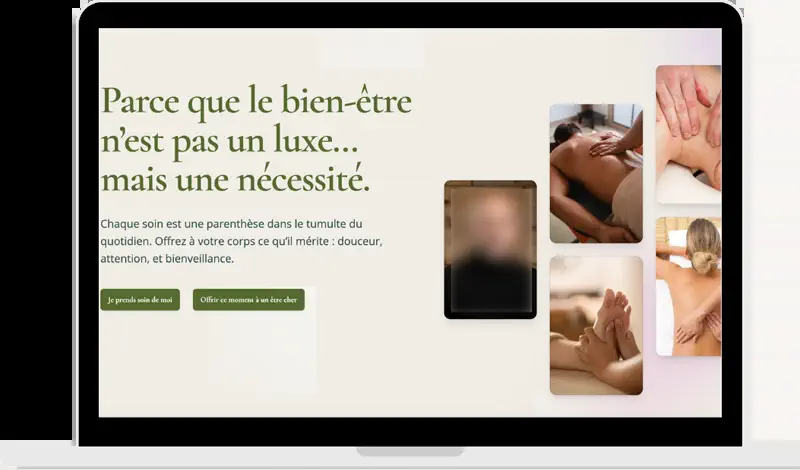 Parce que le bien-être
n’est pas un luxe…
mais une nécessité.
Chaque soin est une parenthèse dans le tumulte du
quotidien. Offrez à votre corps ce qu’il mérite : douceur,
attention, et bienveillance.
Je prends soin de moi
Offrir ce moment à un être cher